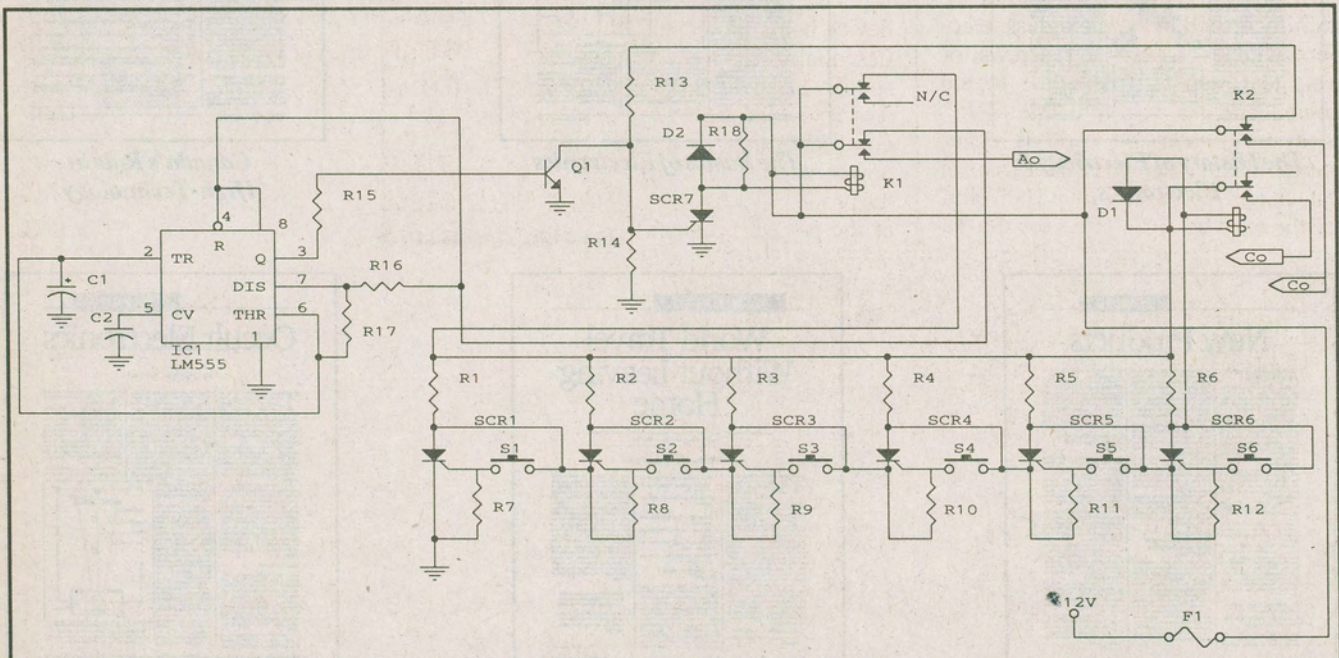 R13
N/C
K2
D2
R18
Q1
Ao
K1
SCR7
D1
R15
R14
4
8
R
2
TR
Q
3
C1
DIS
7
R16
Co
Co
5
CV
THR
6
C2
R17
IC1
LM555
R1
R2
R3
R4
R5
R6
SCR1
SCR2
SCR3
SCR4
SCR5
SCR6
S1
S2
S3
S4
S5
S6
R7
R8
R9
R10
R11
R12
12V
F1